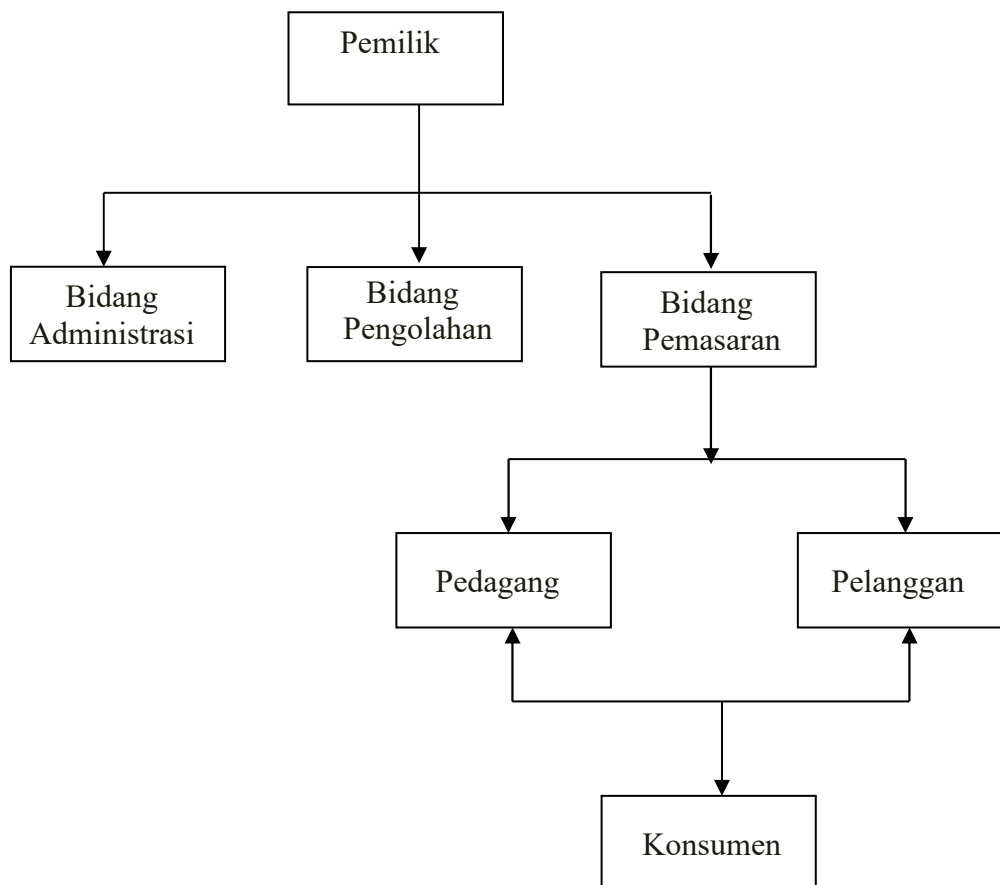 Pemilik
Bidang
Administrasi
Bidang
Pengolahan
Bidang
Pemasaran
Pedagang
Pelanggan
Konsumen